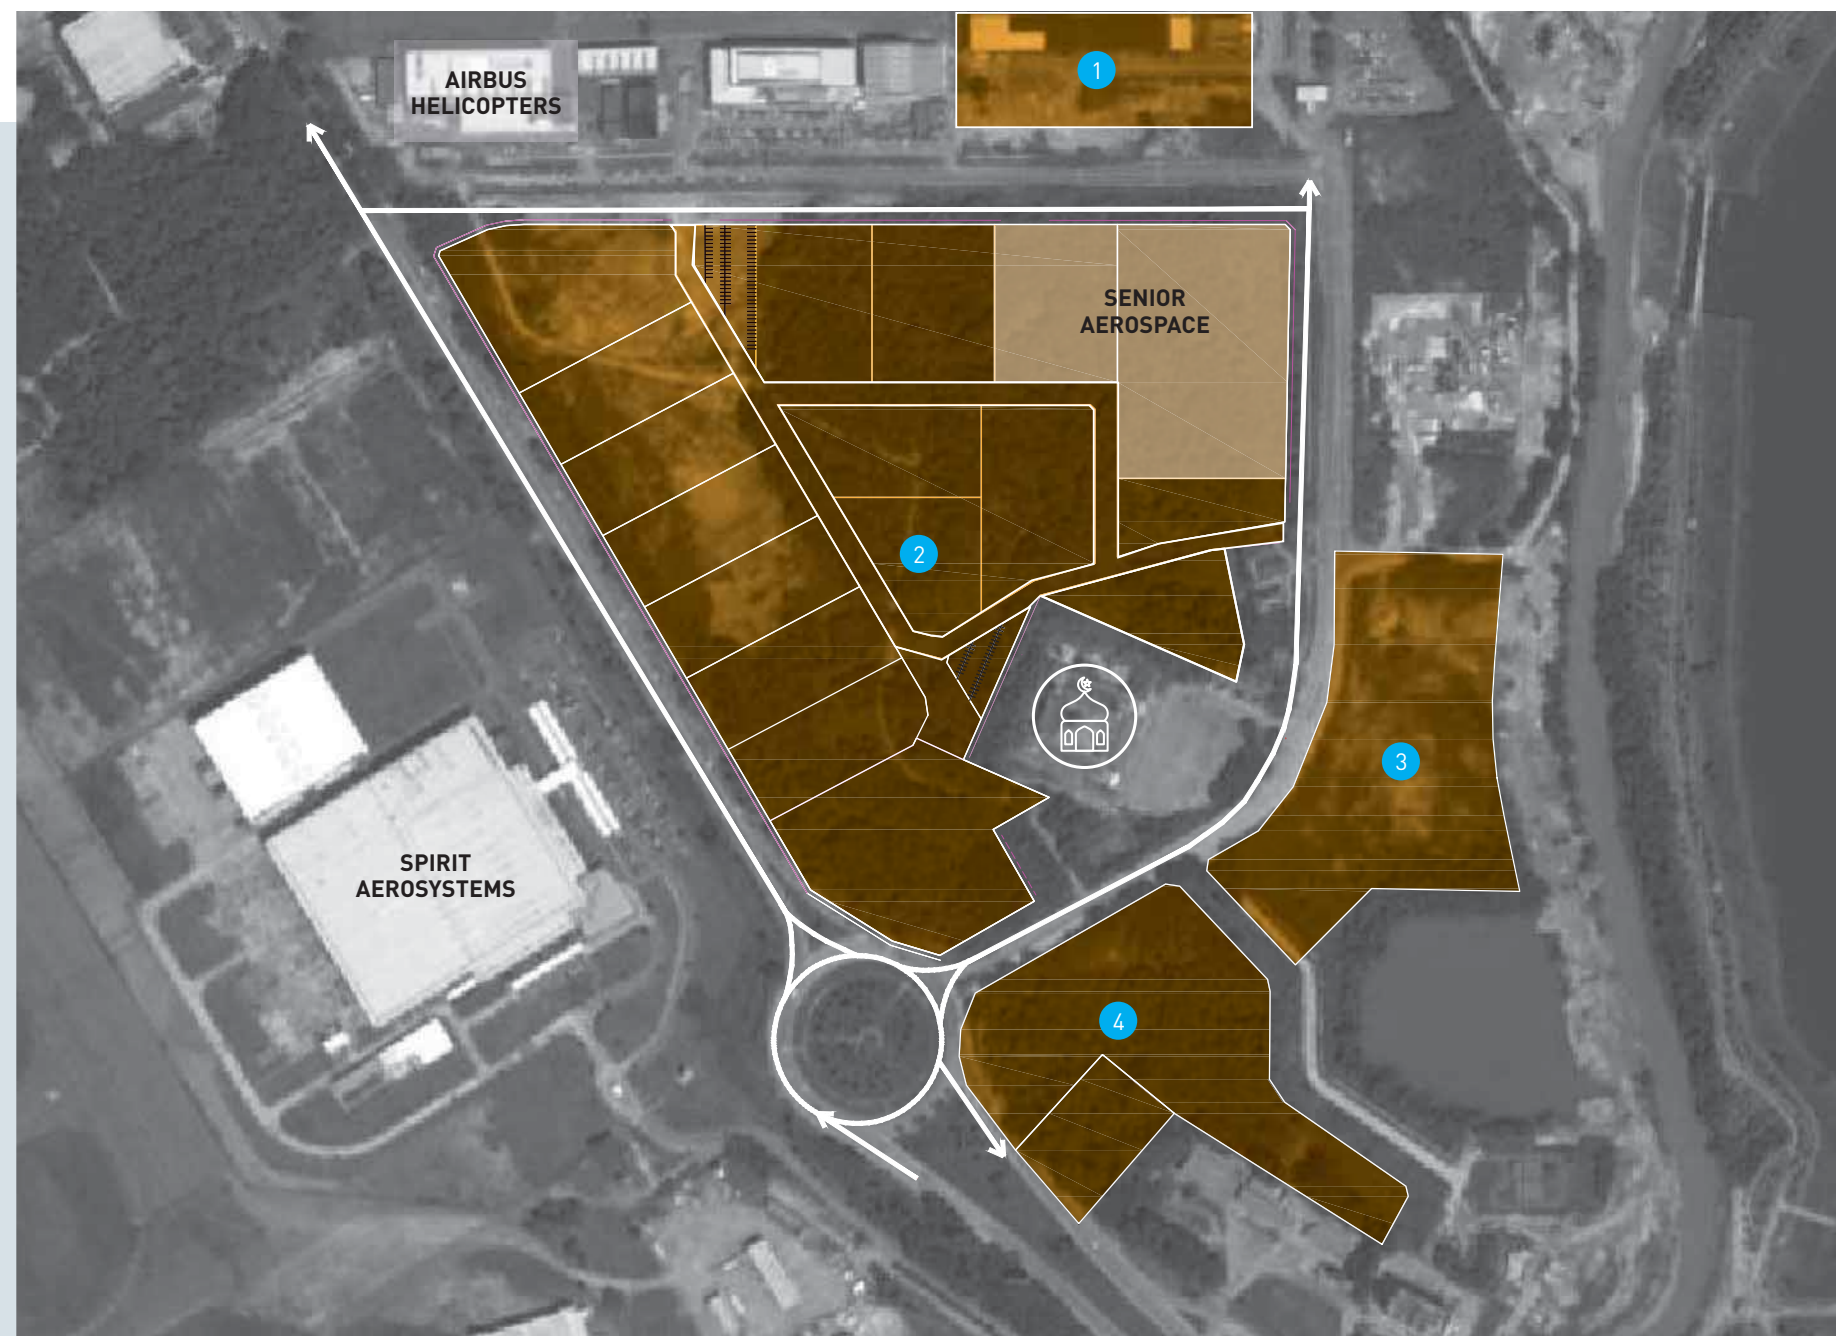 AIRBUS
HELICOPTERS
1
SENIOR
AEROSPACE
2
3
SPIRIT
AEROSYSTEMS
4